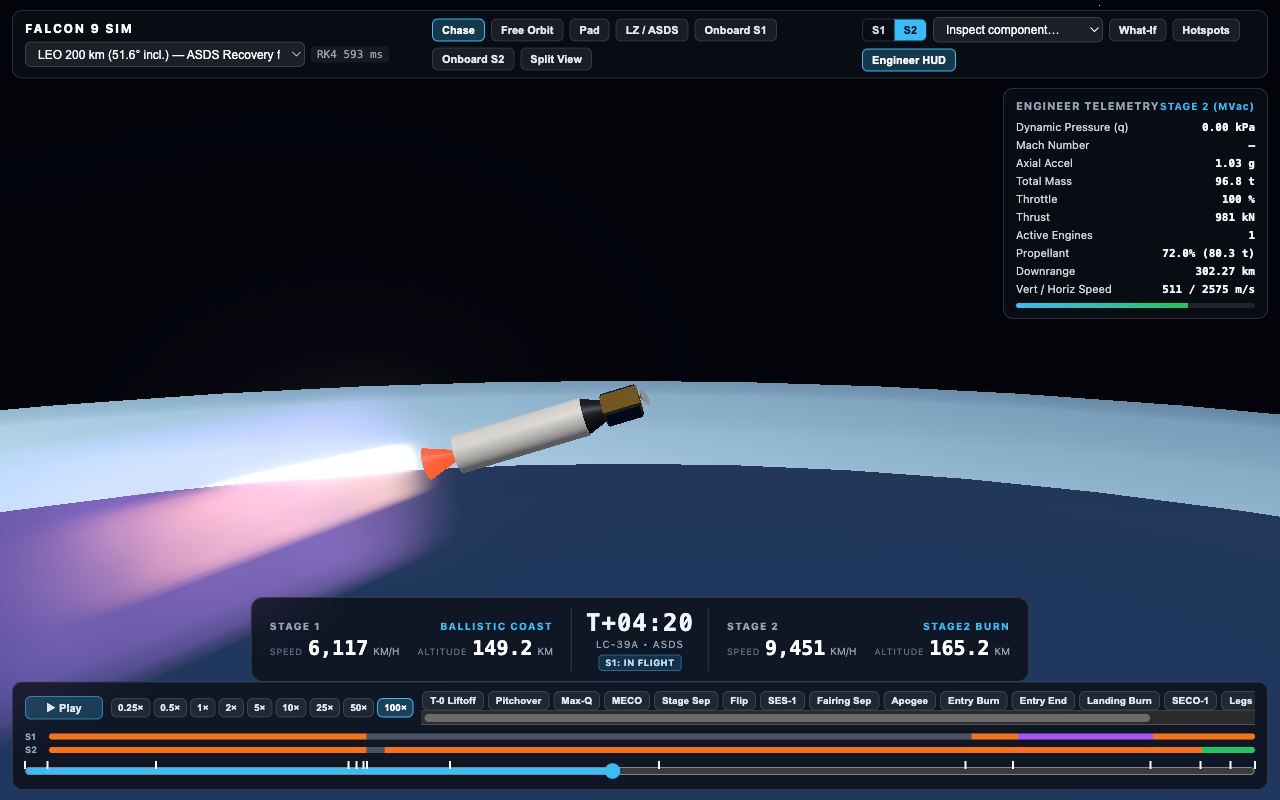 FALCON 9 SIM
LEO 200 km (51.6° incl.) — ASDS Recovery f
RK4 593 ms
Chase
Free Orbit
Pad
LZ / ASDS
Onboard S1
Onboard S2
Split View
S1
S2
Inspect component…
What-If
Hotspots
Engineer HUD
ENGINEER TELEMETRY STAGE 2 (MVac)
Dynamic Pressure (q) 0.00 kPa
Mach Number —
Axial Accel 1.03 g
Total Mass 96.8 t
Throttle 100 %
Thrust 981 kN
Active Engines 1
Propellant 72.0% (80.3 t)
Downrange 302.27 km
Vert / Horiz Speed 511 / 2575 m/s
STAGE 1 BALLISTIC COAST
SPEED 6,117 KM/H ALTITUDE 149.2 KM
T+04:20
LC-39A • ASDS
S1: IN FLIGHT
STAGE 2 STAGE2 BURN
SPEED 9,451 KM/H ALTITUDE 165.2 KM
▶ Play
0.25×
0.5×
1×
2×
5×
10×
25×
50×
100×
T-0 Liftoff
Pitchover
Max-Q
MECO
Stage Sep
Flip
SES-1
Fairing Sep
Apogee
Entry Burn
Entry End
Landing Burn
SECO-1
Legs
S1
S2